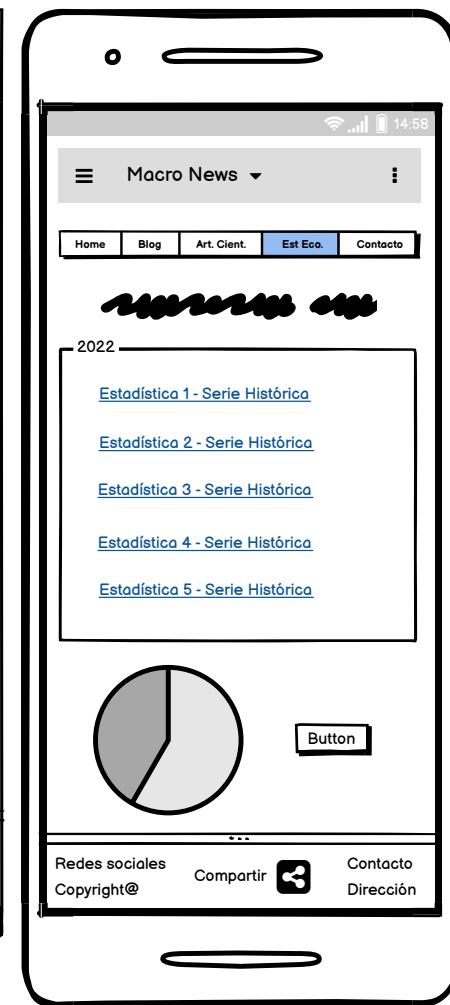 14:58
Macro News
Home Blog Art. Cient. Est Eco. Contacto
2022
Estadística 1 - Serie Histórica
Estadística 2 - Serie Histórica
Estadística 3 - Serie Histórica
Estadística 4 - Serie Histórica
Estadística 5 - Serie Histórica
Button
Redes sociales
Copyright@
Compartir
Contacto
Dirección